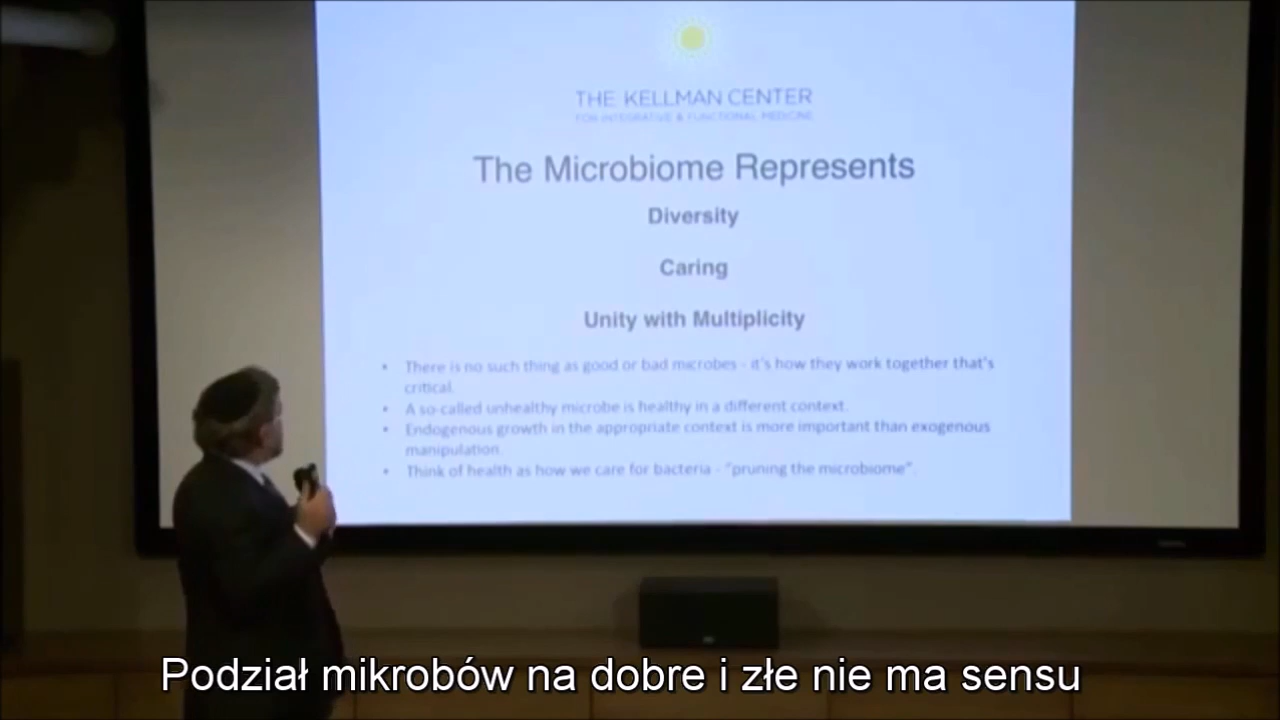 THE KELLMAN CENTER
FOR INTEGRATIVE & FUNCTIONAL MEDICINE
The Microbiome Represents
Diversity
Caring
Unity with Multiplicity
• There is no such thing as good or bad microbes - it's how they work together that's
critical.
• A so-called unhealthy microbe is healthy in a different context.
• Endogenous growth in the appropriate context is more important than exogenous
manipulation.
• Think of health as how we care for bacteria - "pruning the microbiome".
Podział mikrobów na dobre i złe nie ma sensu